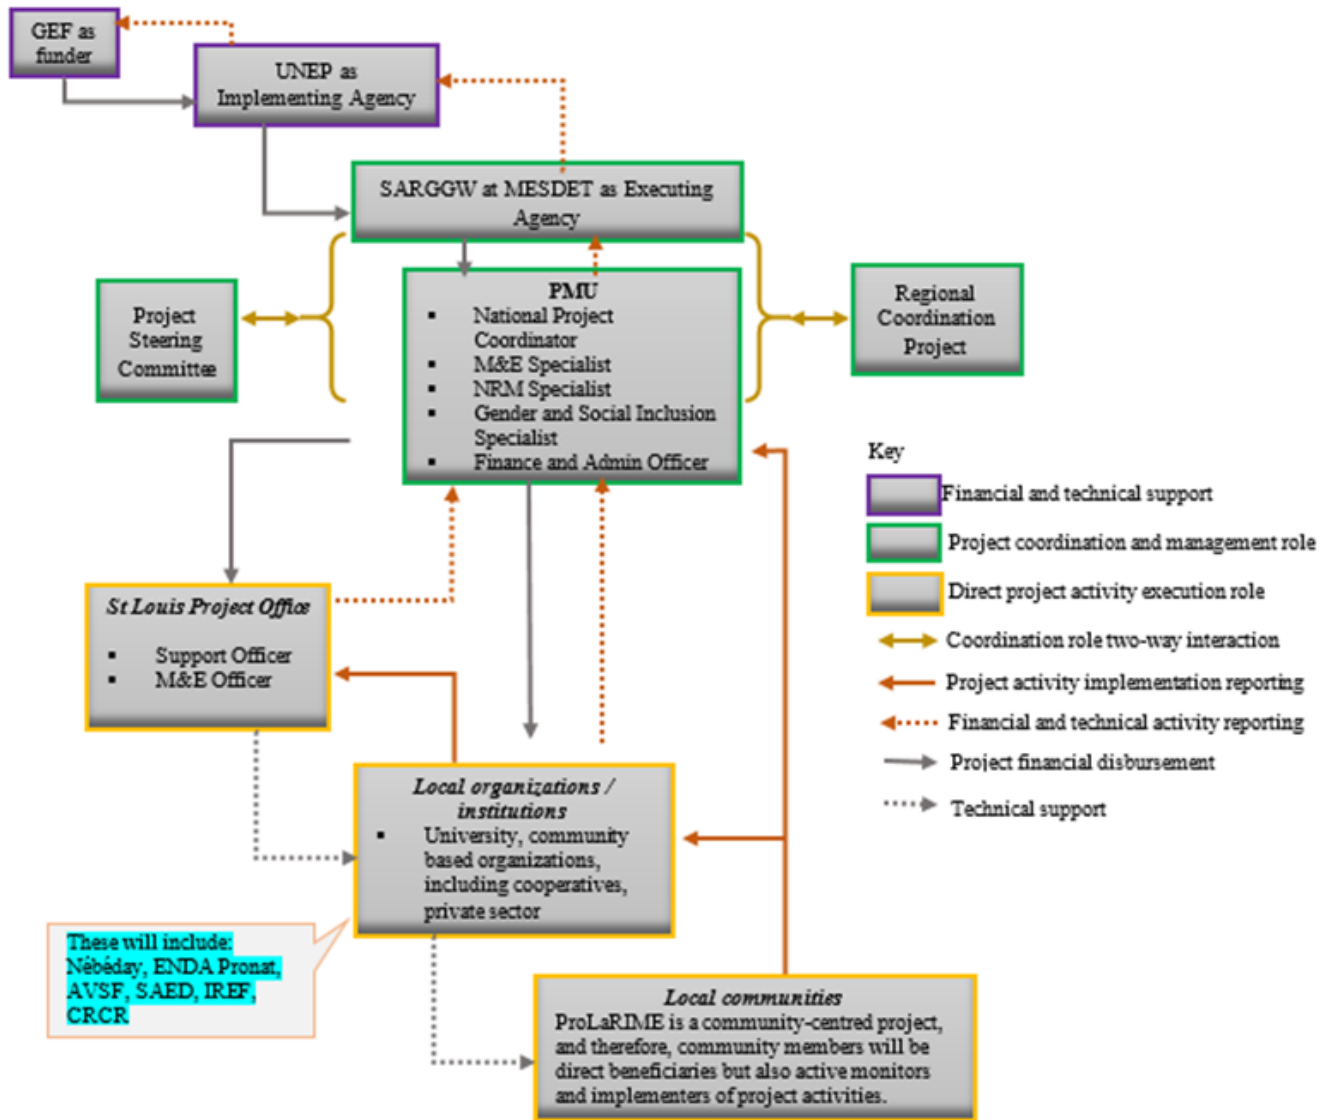 GEF as
funder
UNEP as
Implementing Agency
SARGGW at MESDET as Executing
Agency
Project
Steering
Committee
PMU
▪ National Project
Coordinator
▪ M&E Specialist
▪ NRM Specialist
▪ Gender and Social Inclusion
Specialist
▪ Finance and Admin Officer
Regional
Coordination
Project
Key
Financial and technical support
Project coordination and management role
Direct project activity execution role
Coordination role two-way interaction
Project activity implementation reporting
Financial and technical activity reporting
Project financial disbursement
Technical support
St Louis Project Office
▪ Support Officer
▪ M&E Officer
Local organizations /
institutions
▪ University, community
based organizations,
including cooperatives,
private sector
These will include:
Nébéday, ENDA Pronat,
AVSF, SAED, IREF,
CRCR
Local communities
ProLaRIME is a community-centred project,
and therefore, community members will be
direct beneficiaries but also active monitors
and implementers of project activities.